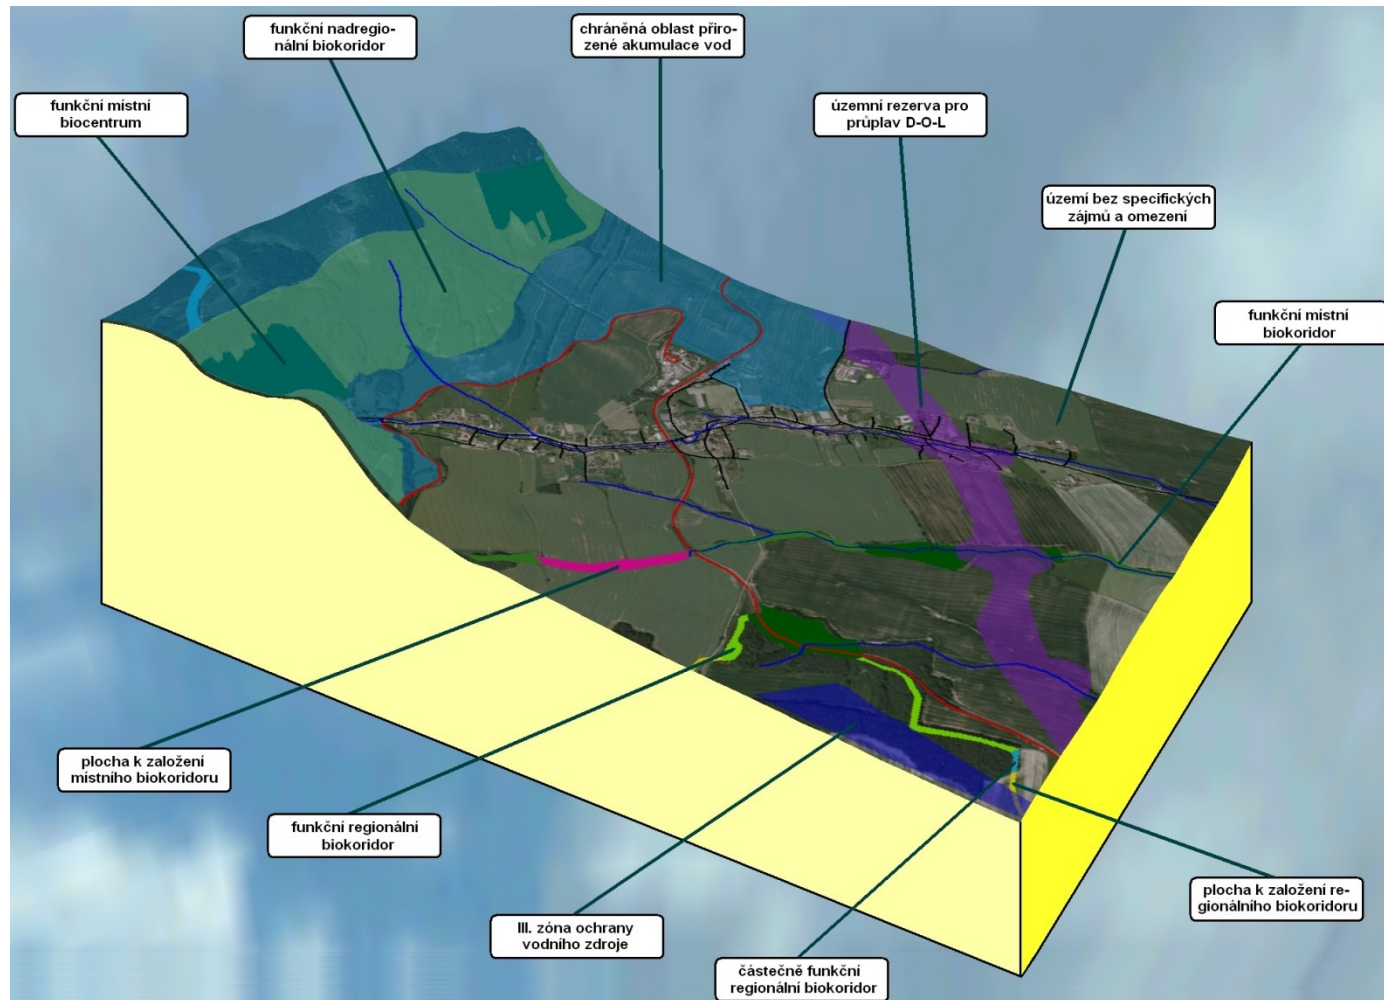 funkční nadregio-
nální biokoridor
chráněná oblast přiro-
zené akumulace vod
funkční místní
biocentrum
územní rezerva pro
průplav D-O-L
území bez specifických
zájmů a omezení
funkční místní
biokoridor
plocha k založení
místního biokoridoru
funkční regionální
biokoridor
III. zóna ochrany
vodního zdroje
částečně funkční
regionální biokoridor
plocha k založení re-
gionálního biokoridoru